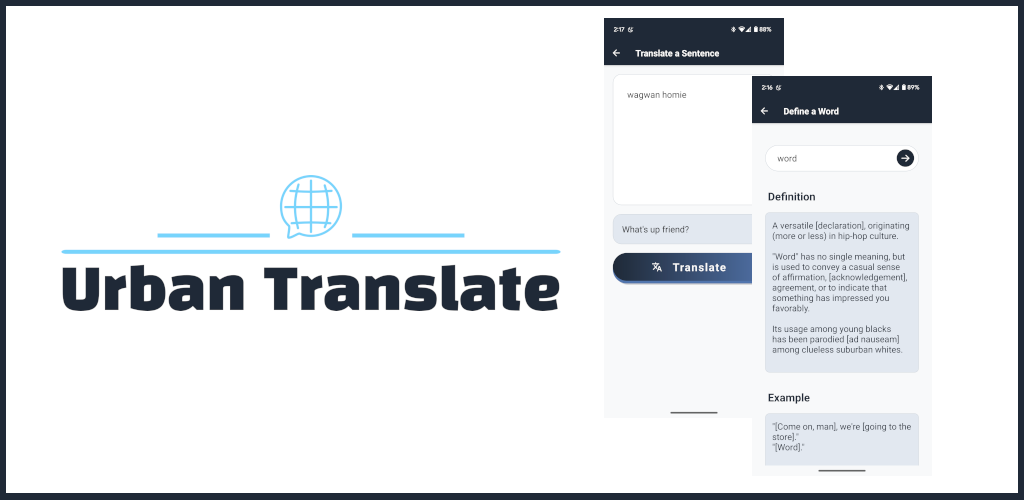 Urban Translate
2:17
88%
Translate a Sentence
wagwan homie
What's up friend?
Translate
2:16
89%
Define a Word
word
Definition
A versatile [declaration], originating
(more or less) in hip-hop culture.
"Word" has no single meaning, but
is used to convey a casual sense
of affirmation, [acknowledgement],
agreement, or to indicate that
something has impressed you
favorably.
Its usage among young blacks
has been parodied [ad nauseam]
among clueless suburban whites.
Example
"[Come on, man], we're [going to the
store]."
"[Word]."